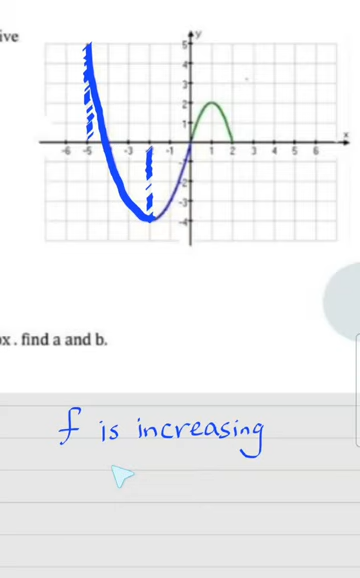 ive
y
5
4
3
2
1
-6 -5 -3 -1 1 2 3 4 5 6 x
-2
-3
-4
ox. find a and b.
f is increasing